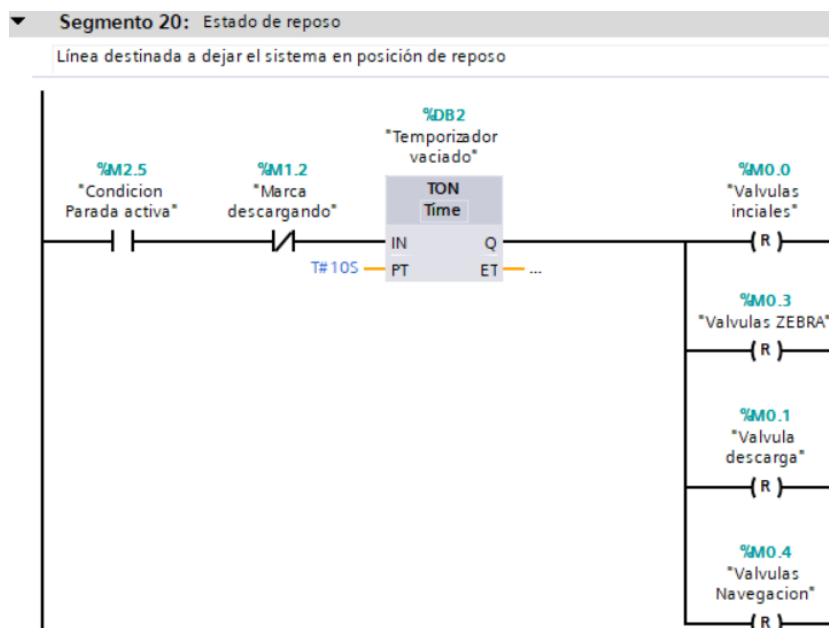 Segmento 20: Estado de reposo
Línea destinada a dejar el sistema en posición de reposo
%DB2
"Temporizador
vaciado"
%M2.5
"Condicion
Parada activa"
%M1.2
"Marca
descargando"
TON
Time
IN
Q
T#10S
PT
ET
...
%M0.0
"Valvulas
inciales"
R
%M0.3
"Valvulas ZEBRA"
R
%M0.1
"Valvula
descarga"
R
%M0.4
"Valvulas
Navegacion"
R